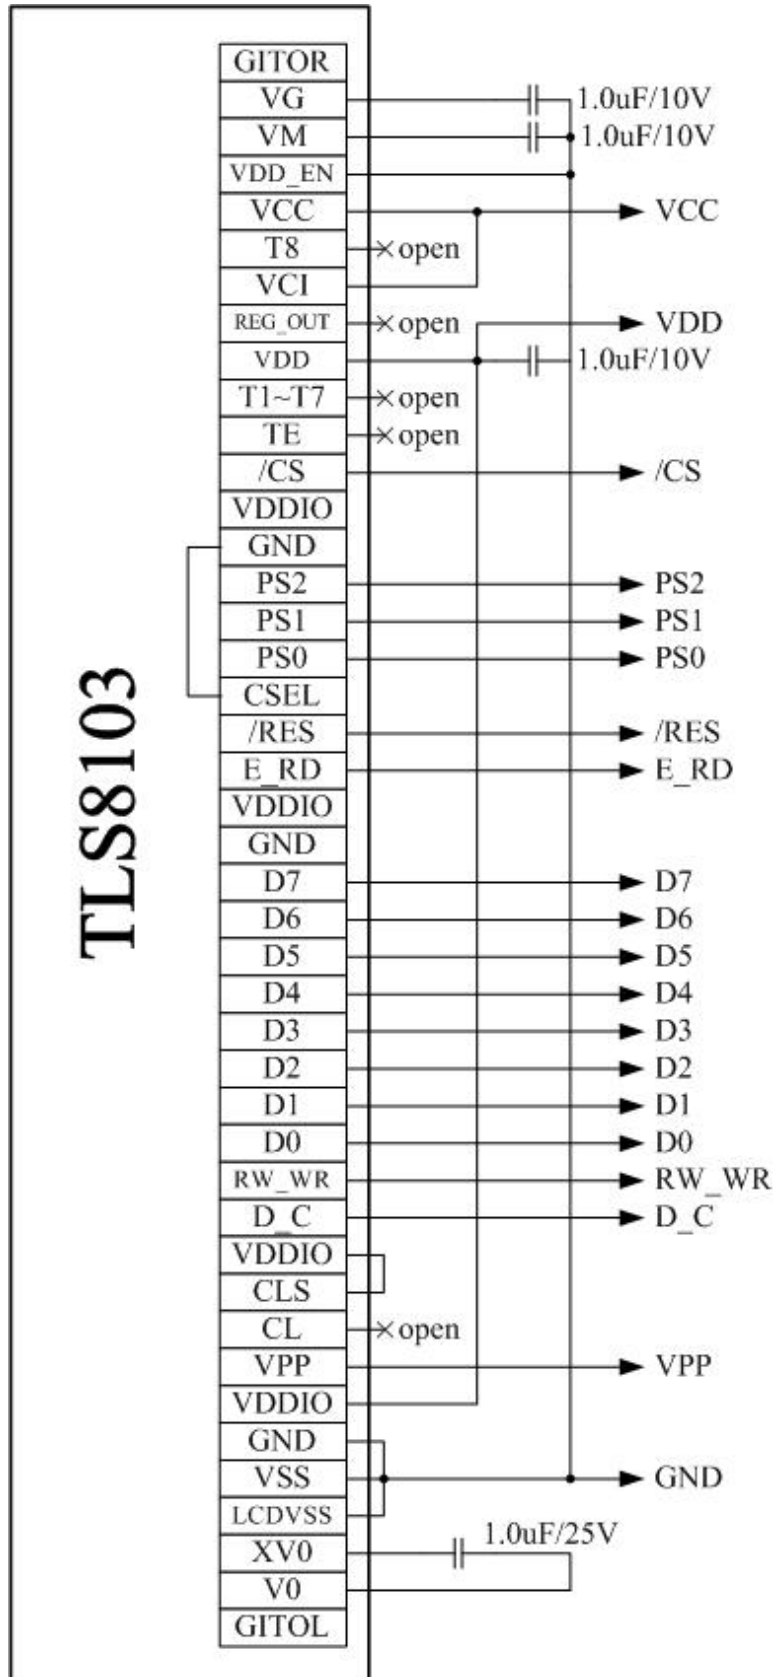 GITOR
VG 1.0uF/10V
VM 1.0uF/10V
VDD_EN
VCC VCC
T8 open
VCI
REG_OUT open VDD
VDD 1.0uF/10V
T1~T7 open
TE open
/CS /CS
VDDIO
GND
PS2 PS2
PS1 PS1
PS0 PS0
CSEL
/RES /RES
E_RD E_RD
VDDIO
GND
D7 D7
D6 D6
D5 D5
D4 D4
D3 D3
D2 D2
D1 D1
D0 D0
RW_WR RW_WR
D_C D_C
VDDIO
CLS
CL open
VPP VPP
VDDIO
GND
VSS GND
LCDVSS
1.0uF/25V
XV0
V0
GITOL
TLS8103